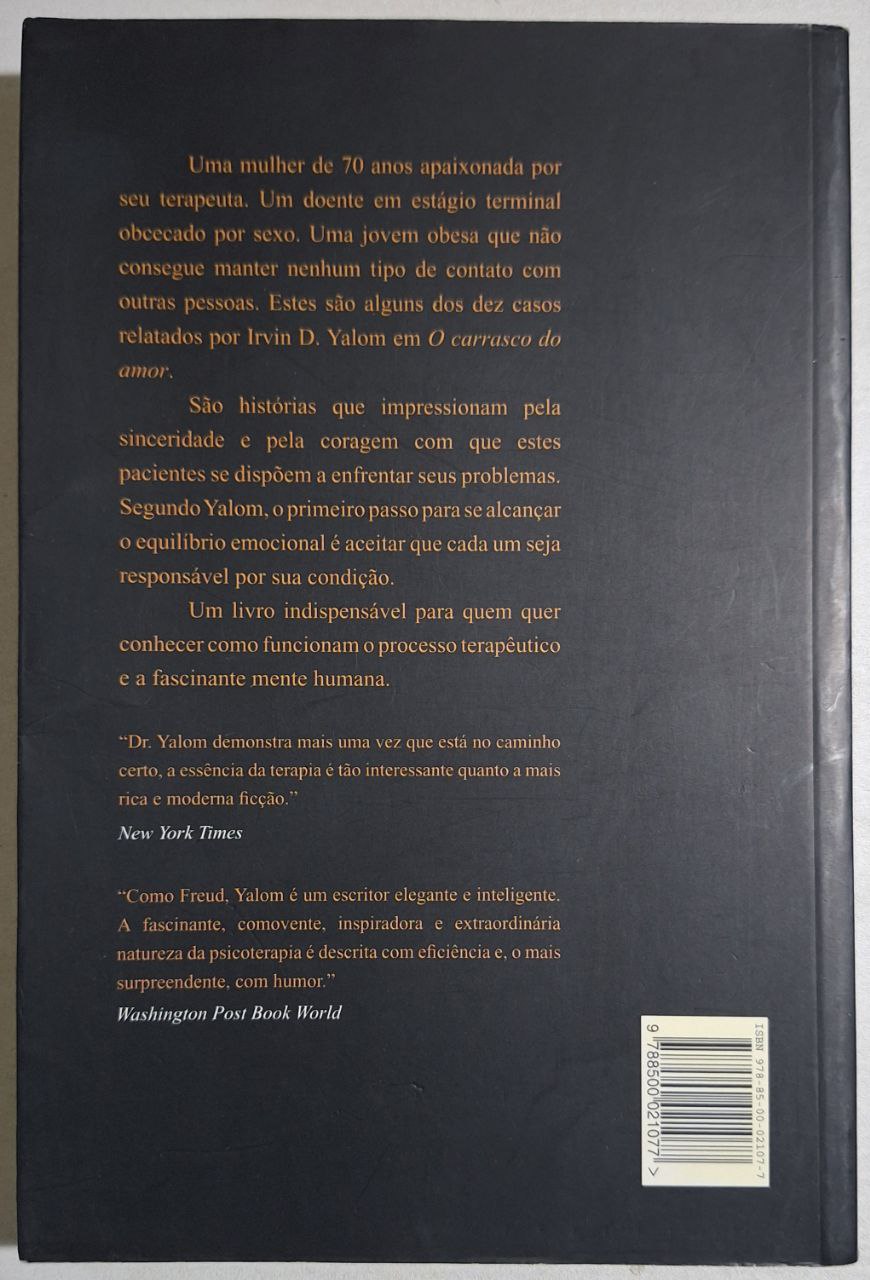 Uma mulher de 70 anos apaixonada por
seu terapeuta. Um doente em estágio terminal
obcecado por sexo. Uma jovem obesa que não
consegue manter nenhum tipo de contato com
outras pessoas. Estes são alguns dos dez casos
relatados por Irvin D. Yalom em O carrasco do
amor.
São histórias que impressionam pela
sinceridade e pela coragem com que estes
pacientes se dispõem a enfrentar seus problemas.
Segundo Yalom, o primeiro passo para se alcançar
o equilíbrio emocional é aceitar que cada um seja
responsável por sua condição.
Um livro indispensável para quem quer
conhecer como funcionam o processo terapêutico
e a fascinante mente humana.
“Dr. Yalom demonstra mais uma vez que está no caminho
certo, a essência da terapia é tão interessante quanto a mais
rica e moderna ficção.”
New York Times
“Como Freud, Yalom é um escritor elegante e inteligente.
A fascinante, comovente, inspiradora e extraordinária
natureza da psicoterapia é descrita com eficiência e, o mais
surpreendente, com humor.”
Washington Post Book World
ISBN 978-85-00-02107-7
9 788500 021077 >